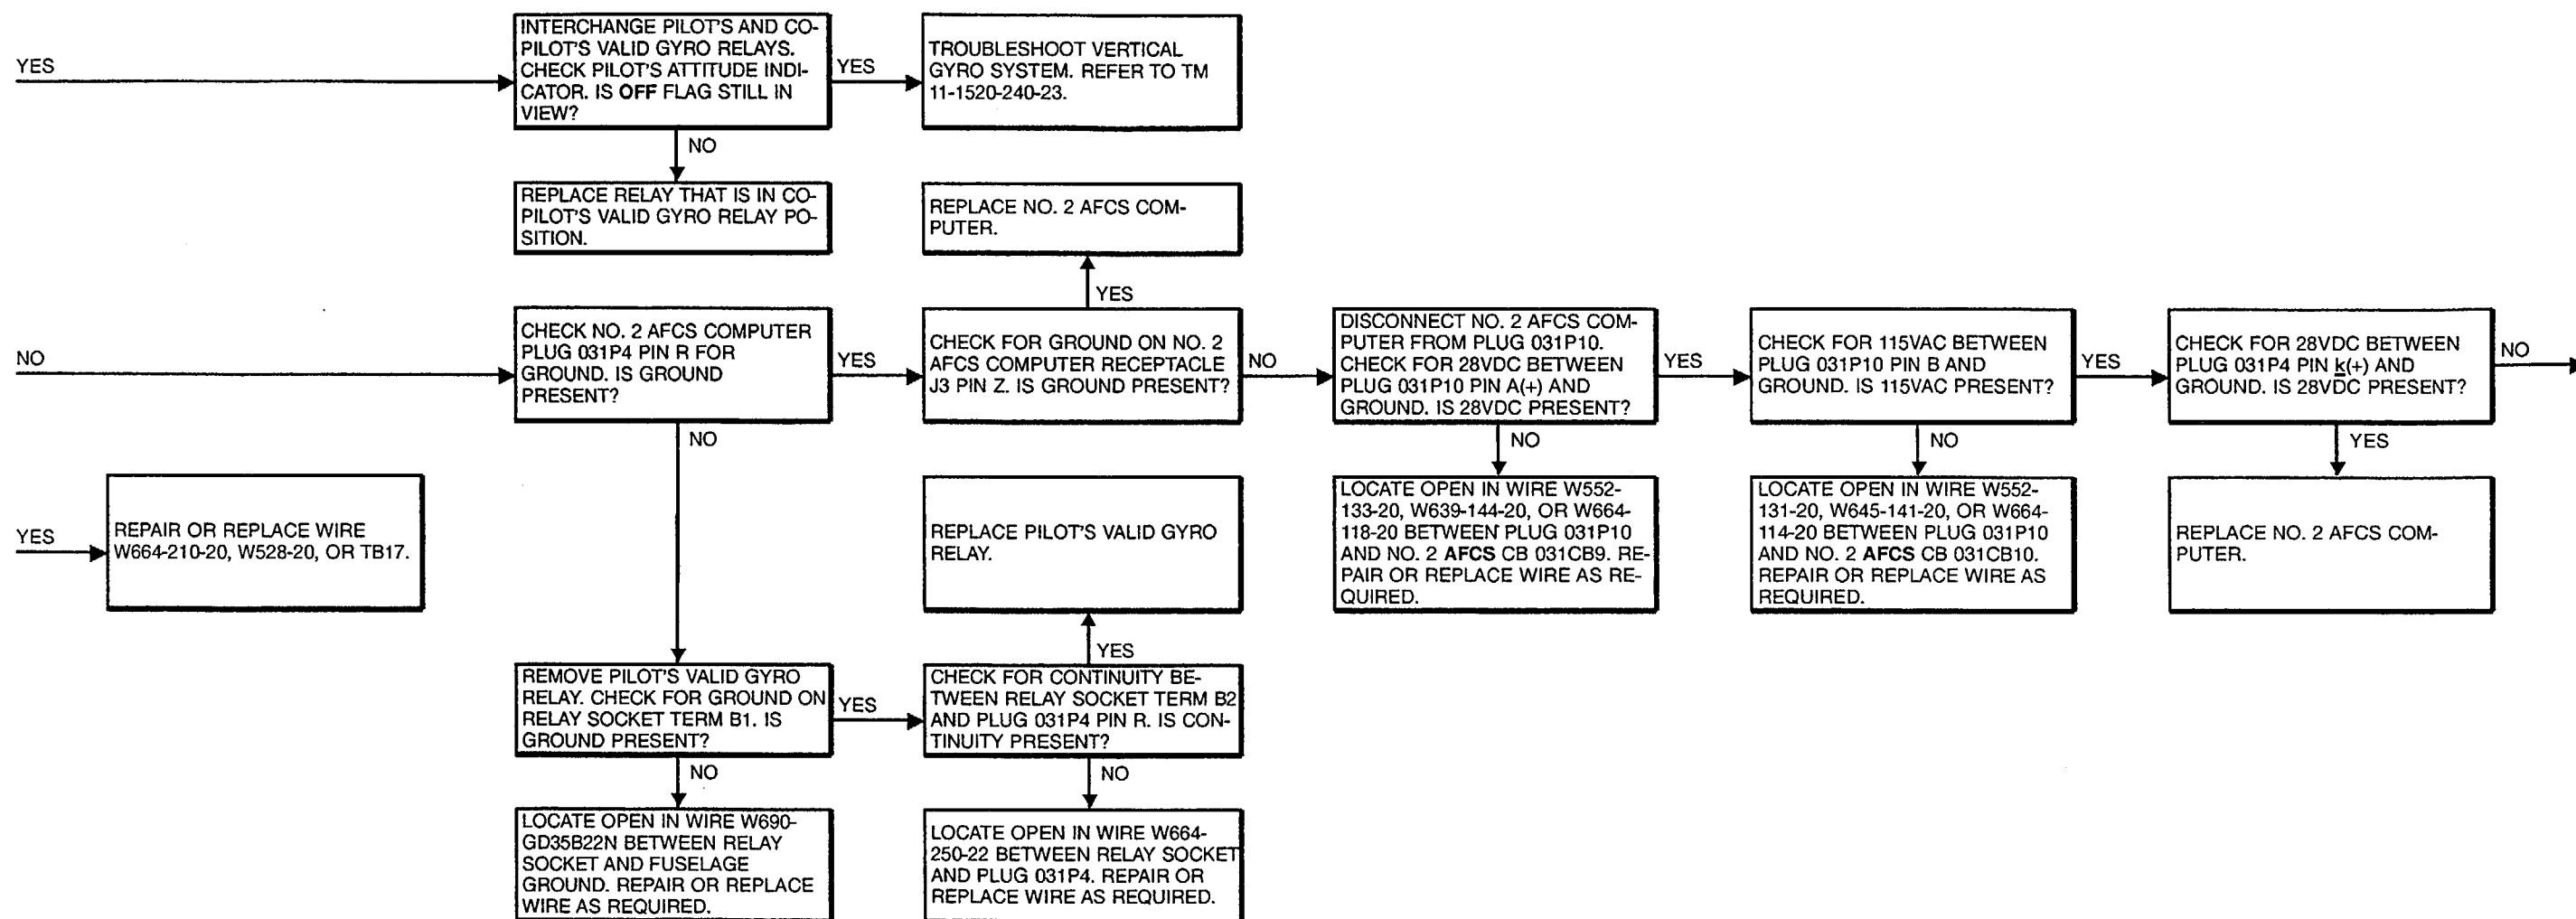 YES
INTERCHANGE PILOT'S AND CO-
PILOT'S VALID GYRO RELAYS.
CHECK PILOT'S ATTITUDE INDI-
CATOR. IS OFF FLAG STILL IN
VIEW?
YES
TROUBLESHOOT VERTICAL
GYRO SYSTEM. REFER TO TM
11-1520-240-23.
NO
REPLACE RELAY THAT IS IN CO-
PILOT'S VALID GYRO RELAY PO-
SITION.
REPLACE NO. 2 AFCS COM-
PUTER.
YES
NO
CHECK NO. 2 AFCS COMPUTER
PLUG 031P4 PIN R FOR
GROUND. IS GROUND
PRESENT?
YES
CHECK FOR GROUND ON NO. 2
AFCS COMPUTER RECEPTACLE
J3 PIN Z. IS GROUND PRESENT?
NO
DISCONNECT NO. 2 AFCS COM-
PUTER FROM PLUG 031P10.
CHECK FOR 28VDC BETWEEN
PLUG 031P10 PIN A(+) AND
GROUND. IS 28VDC PRESENT?
YES
CHECK FOR 115VAC BETWEEN
PLUG 031P10 PIN B AND
GROUND. IS 115VAC PRESENT?
YES
CHECK FOR 28VDC BETWEEN
PLUG 031P4 PIN k(+) AND
GROUND. IS 28VDC PRESENT?
NO
NO
NO
NO
YES
YES
REPAIR OR REPLACE WIRE
W664-210-20, W528-20, OR TB17.
REPLACE PILOT'S VALID GYRO
RELAY.
LOCATE OPEN IN WIRE W552-
133-20, W639-144-20, OR W664-
118-20 BETWEEN PLUG 031P10
AND NO. 2 AFCS CB 031CB9. RE-
PAIR OR REPLACE WIRE AS RE-
QUIRED.
LOCATE OPEN IN WIRE W552-
131-20, W645-141-20, OR W664-
114-20 BETWEEN PLUG 031P10
AND NO. 2 AFCS CB 031CB10.
REPAIR OR REPLACE WIRE AS
REQUIRED.
REPLACE NO. 2 AFCS COM-
PUTER.
YES
REMOVE PILOT'S VALID GYRO
RELAY. CHECK FOR GROUND ON
RELAY SOCKET TERM B1. IS
GROUND PRESENT?
YES
CHECK FOR CONTINUITY BE-
TWEEN RELAY SOCKET TERM B2
AND PLUG 031P4 PIN R. IS CON-
TINUITY PRESENT?
NO
NO
LOCATE OPEN IN WIRE W690-
GD35B22N BETWEEN RELAY
SOCKET AND FUSELAGE
GROUND. REPAIR OR REPLACE
WIRE AS REQUIRED.
LOCATE OPEN IN WIRE W664-
250-22 BETWEEN RELAY SOCKET
AND PLUG 031P4. REPAIR OR
REPLACE WIRE AS REQUIRED.